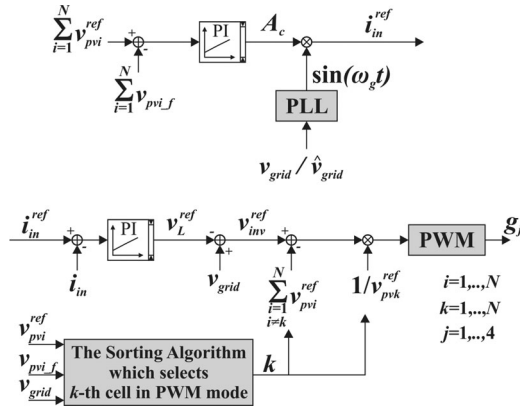 ∑_{i=1}^{N} v_{pvi}^{ref}
+
-
∑_{i=1}^{N} v_{pvi_f}
PI
A_c
i_{in}^{ref}
sin(ω_g t)
PLL
v_{grid} / v̂_{grid}
i_{in}^{ref}
+
-
i_{in}
PI
v_L^{ref}
-
+
v_{grid}
v_{inv}^{ref}
+
-
∑_{i=1, i≠k}^{N} v_{pvi}^{ref}
1/v_{pvk}^{ref}
PWM
g_j
i=1,..,N
k=1,..,N
j=1,..,4
v_{pvi}^{ref}
v_{pvi_f}
v_{grid}
The Sorting Algorithm
which selects
k-th cell in PWM mode
k